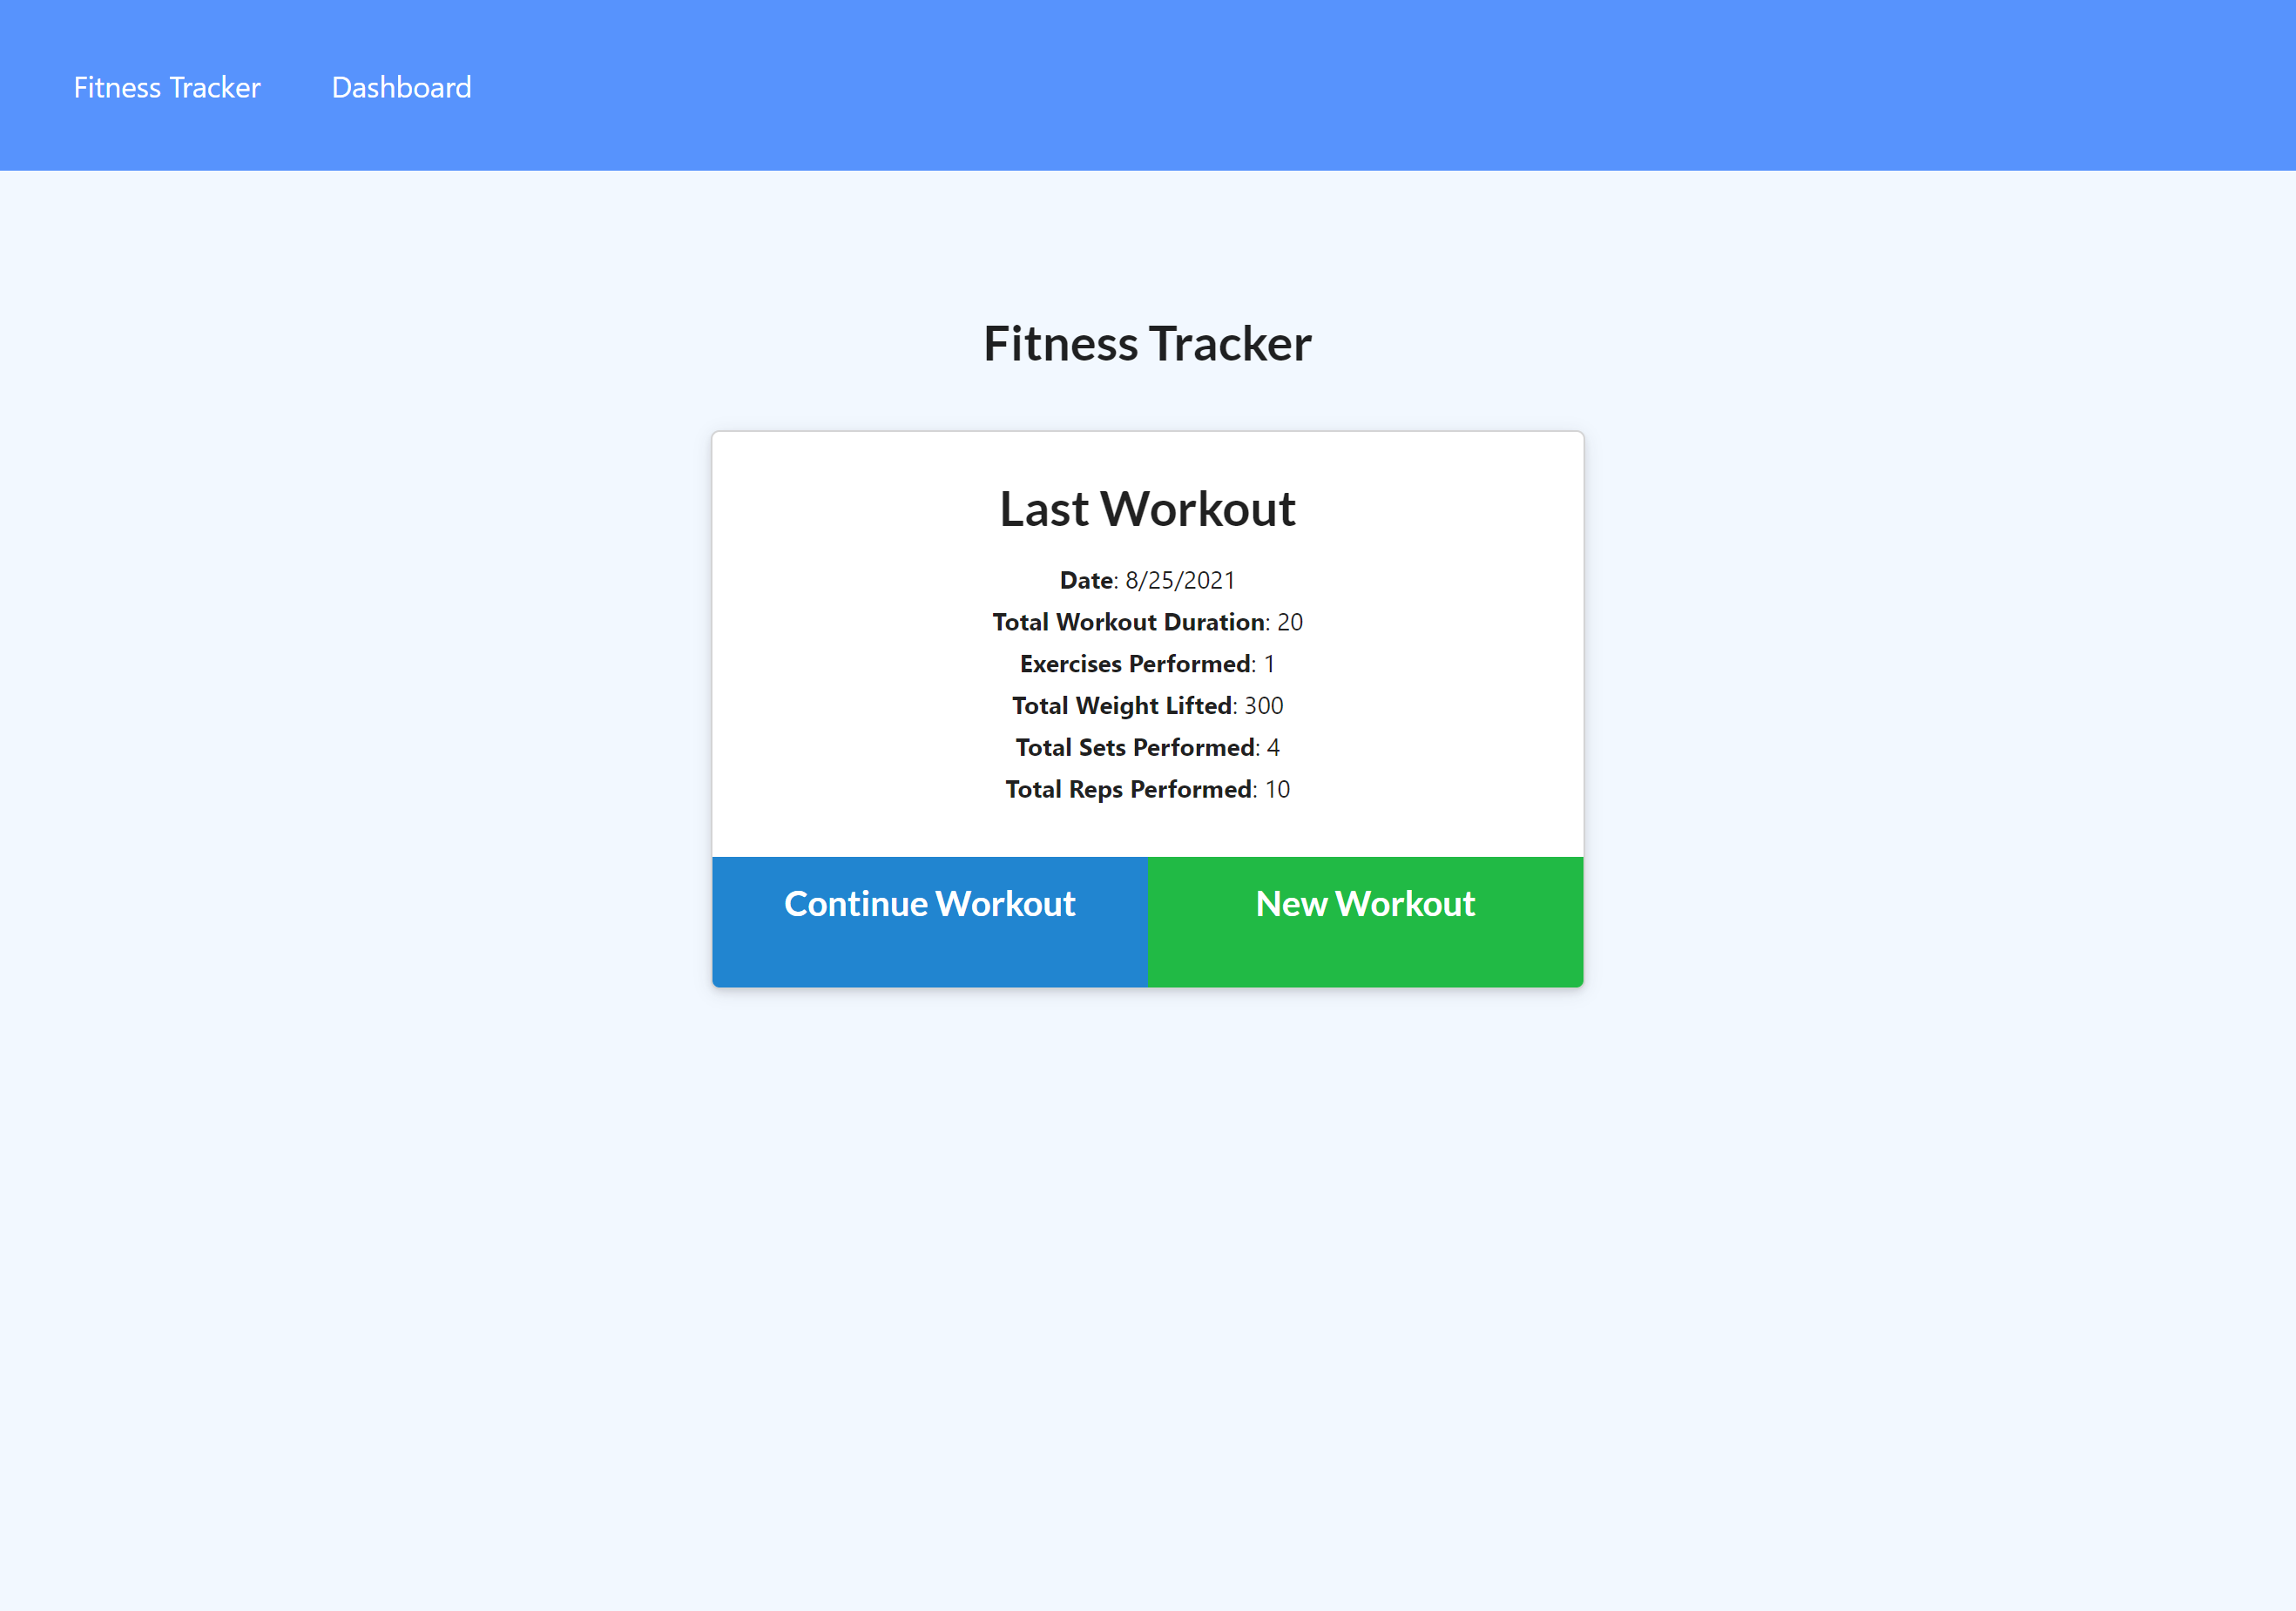 Fitness Tracker Dashboard
Fitness Tracker
Last Workout
Date: 8/25/2021
Total Workout Duration: 20
Exercises Performed: 1
Total Weight Lifted: 300
Total Sets Performed: 4
Total Reps Performed: 10
Continue Workout New Workout